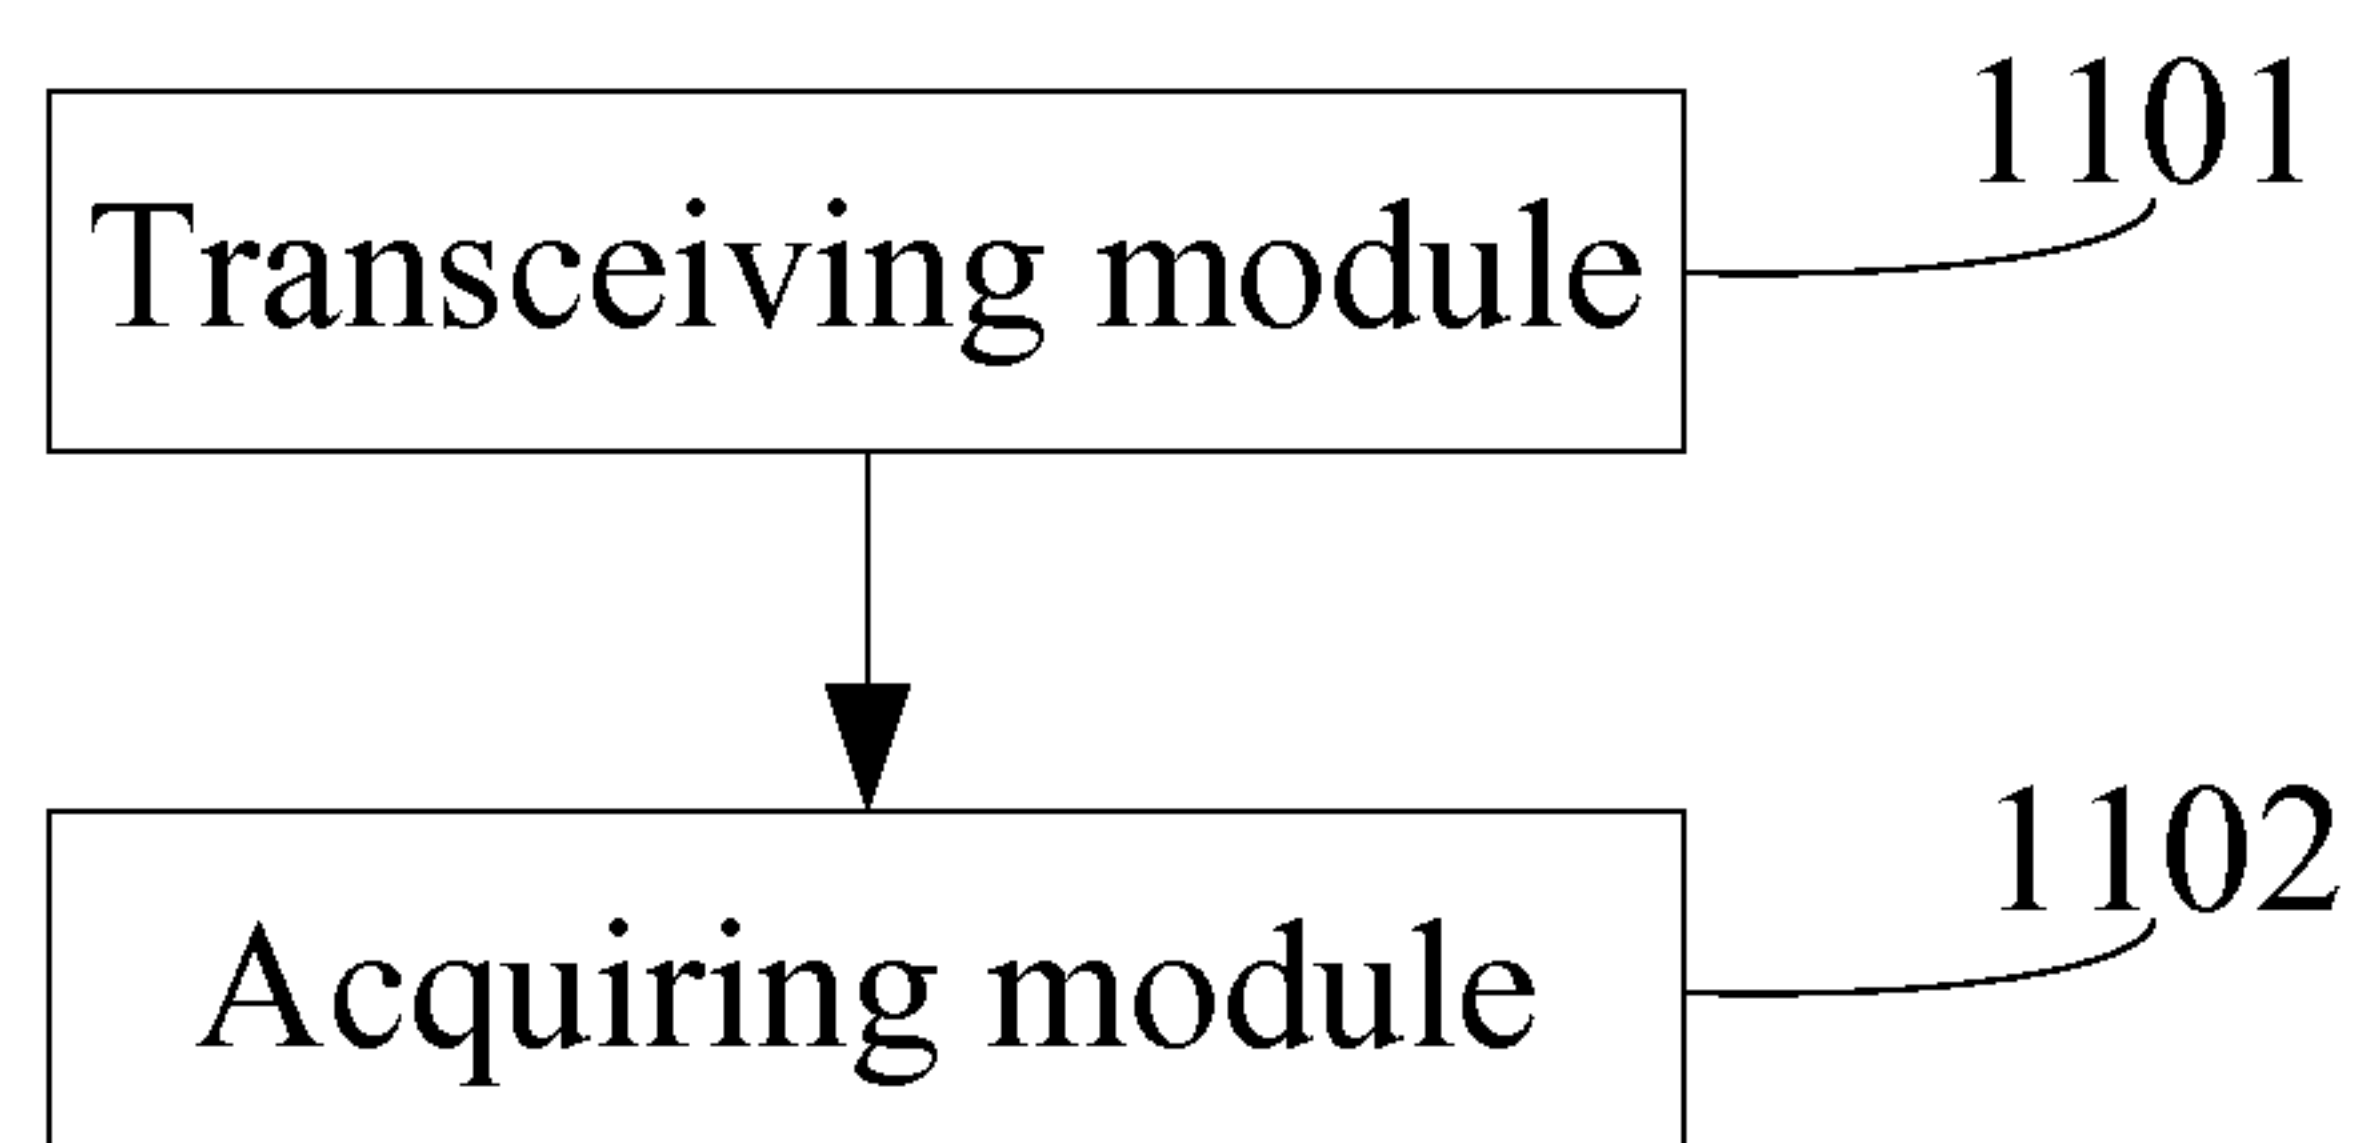 1101
Transceiving module
1102
Acquiring module